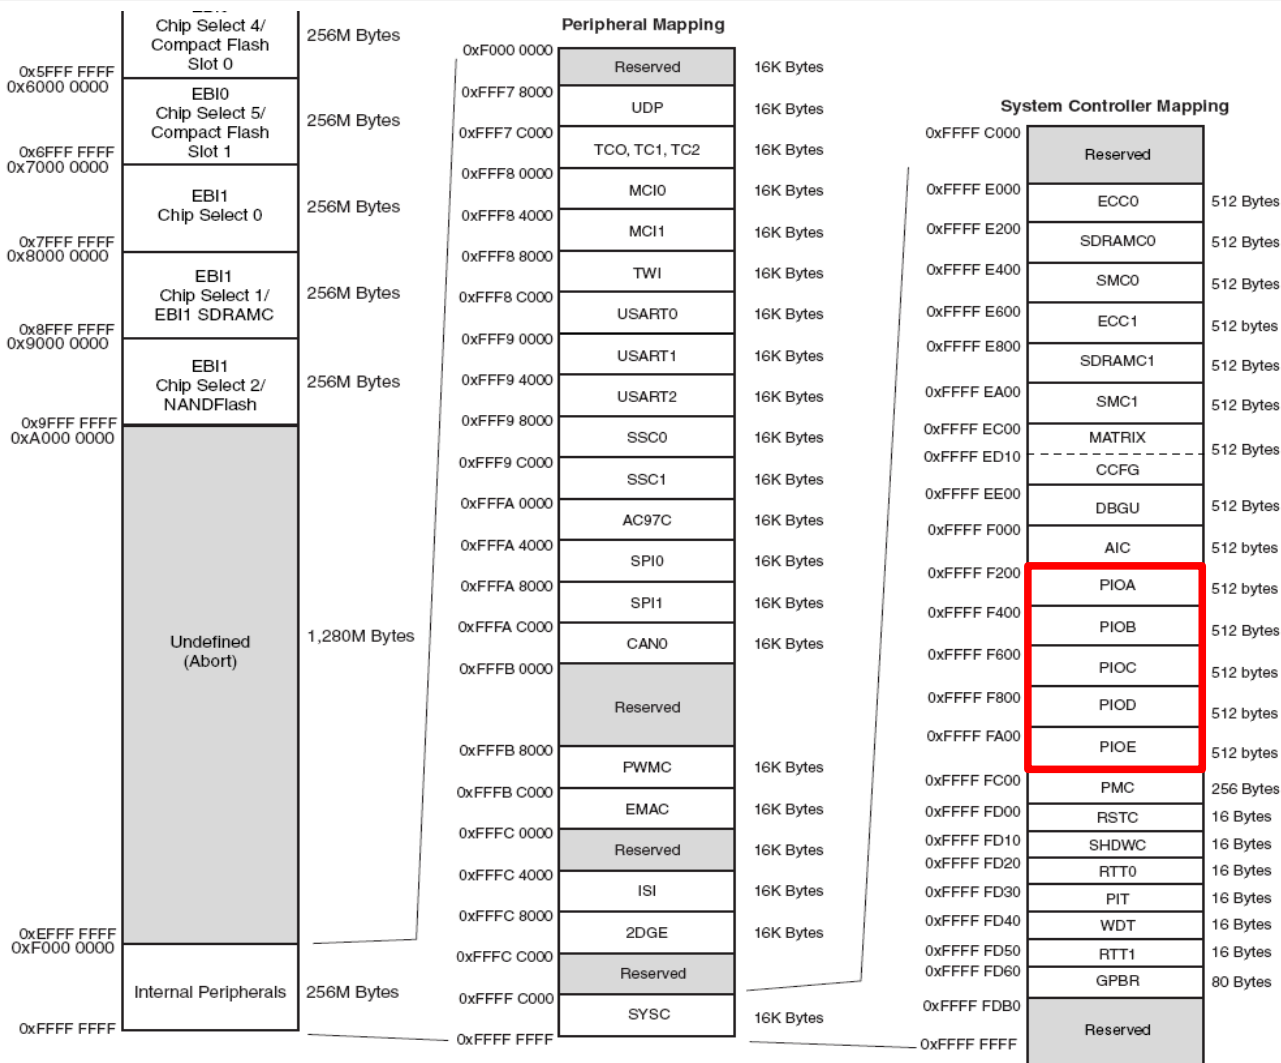 Chip Select 4/
Compact Flash
Slot 0
256M Bytes
0x5FFF FFFF
0x6000 0000
EBI0
Chip Select 5/
Compact Flash
Slot 1
256M Bytes
0x6FFF FFFF
0x7000 0000
EBI1
Chip Select 0
256M Bytes
0x7FFF FFFF
0x8000 0000
EBI1
Chip Select 1/
EBI1 SDRAMC
256M Bytes
0x8FFF FFFF
0x9000 0000
EBI1
Chip Select 2/
NANDFlash
256M Bytes
0x9FFF FFFF
0xA000 0000
Undefined
(Abort)
1,280M Bytes
0xEFFF FFFF
0xF000 0000
Internal Peripherals
256M Bytes
0xFFFF FFFF
Peripheral Mapping
0xF000 0000
Reserved
16K Bytes
0xFFF7 8000
UDP
16K Bytes
0xFFF7 C000
TCO, TC1, TC2
16K Bytes
0xFFF8 0000
MCI0
16K Bytes
0xFFF8 4000
MCI1
16K Bytes
0xFFF8 8000
TWI
16K Bytes
0xFFF8 C000
USART0
16K Bytes
0xFFF9 0000
USART1
16K Bytes
0xFFF9 4000
USART2
16K Bytes
0xFFF9 8000
SSC0
16K Bytes
0xFFF9 C000
SSC1
16K Bytes
0xFFFA 0000
AC97C
16K Bytes
0xFFFA 4000
SPI0
16K Bytes
0xFFFA 8000
SPI1
16K Bytes
0xFFFA C000
CAN0
16K Bytes
0xFFFB 0000
Reserved
0xFFFB 8000
PWMC
16K Bytes
0xFFFB C000
EMAC
16K Bytes
0xFFFC 0000
Reserved
16K Bytes
0xFFFC 4000
ISI
16K Bytes
0xFFFC 8000
2DGE
16K Bytes
0xFFFC C000
Reserved
0xFFFF C000
SYSC
16K Bytes
0xFFFF FFFF
System Controller Mapping
0xFFFF C000
Reserved
0xFFFF E000
ECC0
512 Bytes
0xFFFF E200
SDRAMC0
512 Bytes
0xFFFF E400
SMC0
512 Bytes
0xFFFF E600
ECC1
512 bytes
0xFFFF E800
SDRAMC1
512 Bytes
0xFFFF EA00
SMC1
512 Bytes
0xFFFF EC00
MATRIX
512 Bytes
0xFFFF ED10
CCFG
0xFFFF EE00
DBGU
512 Bytes
0xFFFF F000
AIC
512 bytes
0xFFFF F200
PIOA
512 bytes
0xFFFF F400
PIOB
512 Bytes
0xFFFF F600
PIOC
512 bytes
0xFFFF F800
PIOD
512 bytes
0xFFFF FA00
PIOE
512 bytes
0xFFFF FC00
PMC
256 Bytes
0xFFFF FD00
RSTC
16 Bytes
0xFFFF FD10
SHDWC
16 Bytes
0xFFFF FD20
RTT0
16 Bytes
0xFFFF FD30
PIT
16 Bytes
0xFFFF FD40
WDT
16 Bytes
0xFFFF FD50
RTT1
16 Bytes
0xFFFF FD60
GPBR
80 Bytes
0xFFFF FDB0
Reserved
0xFFFF FFFF